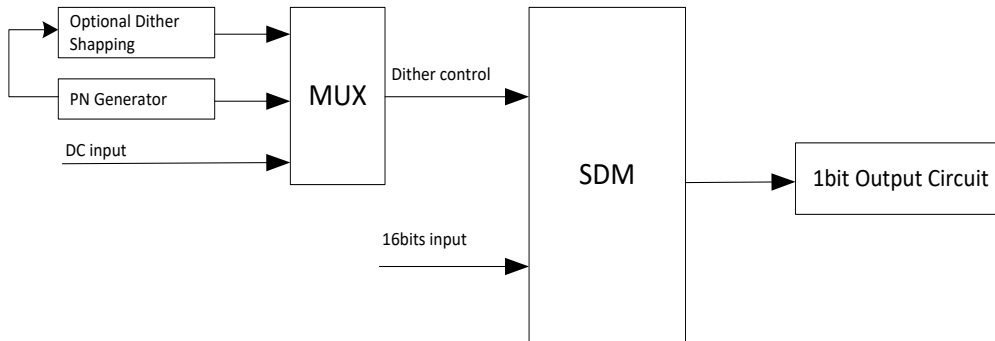 Optional Dither
Shapping
PN Generator
DC input
MUX
Dither control
16bits input
SDM
1bit Output Circuit